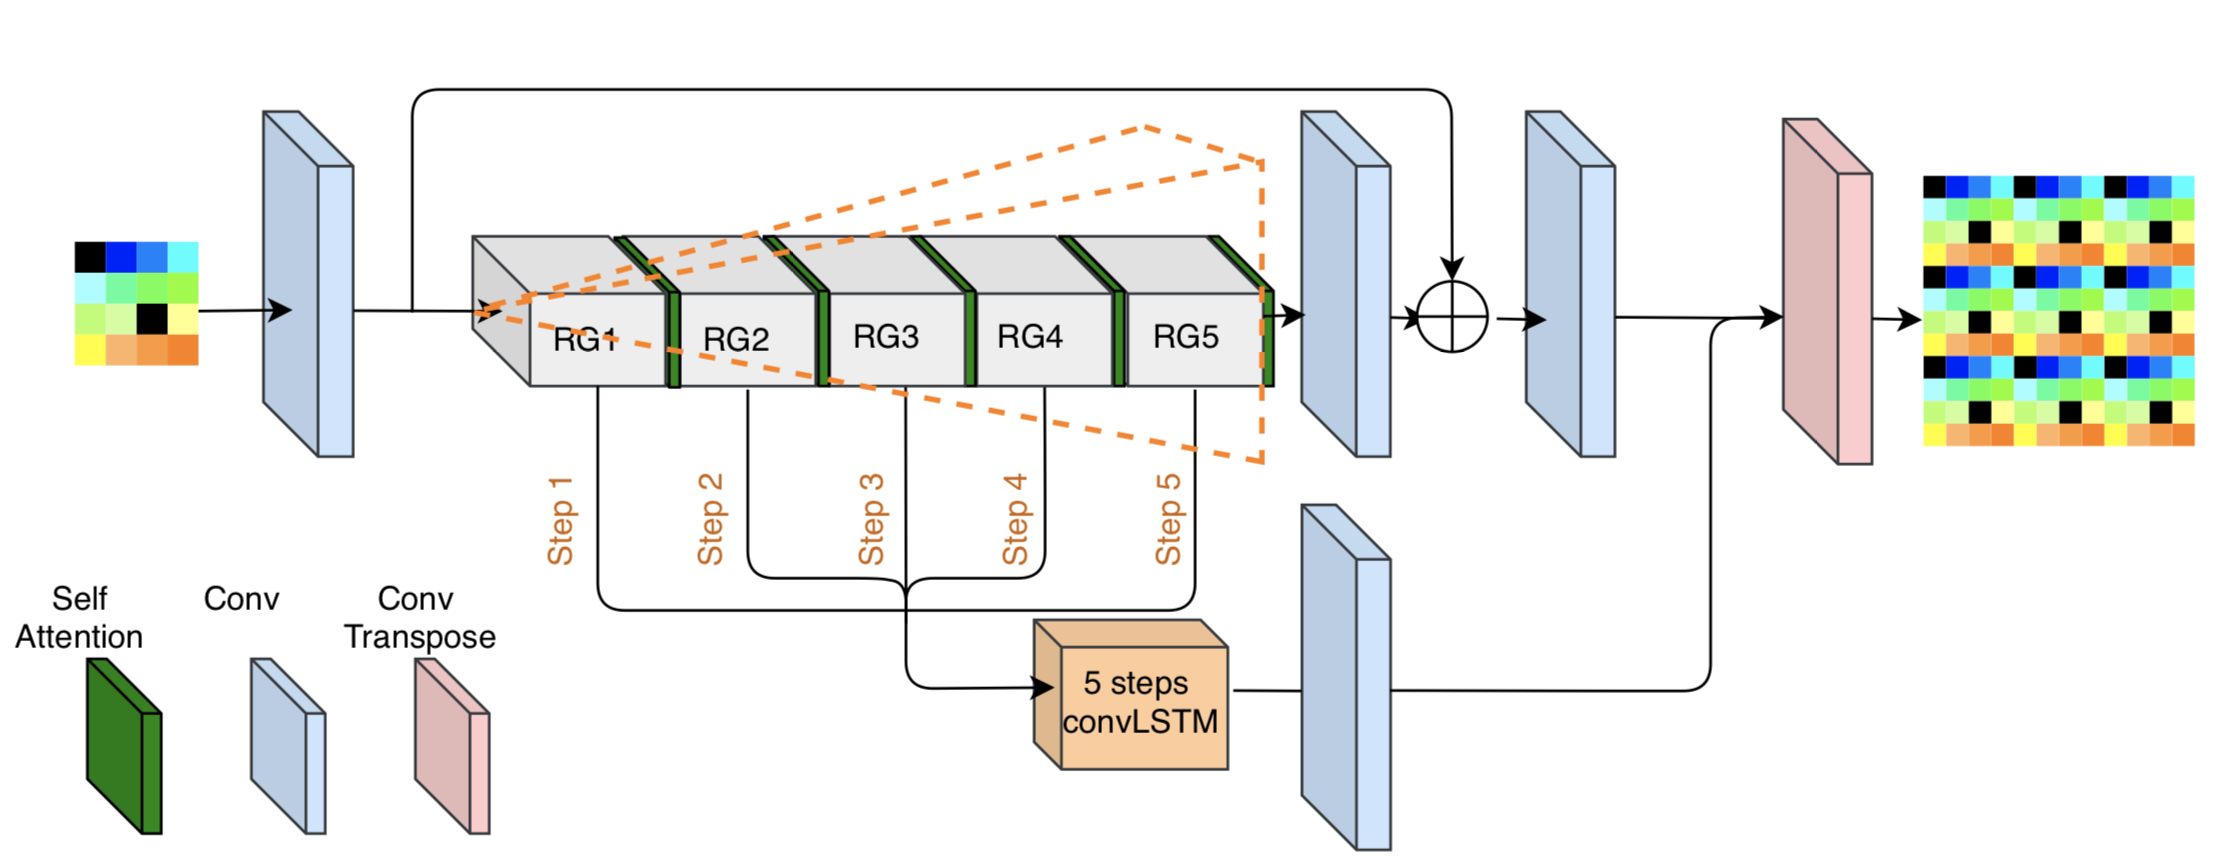 RG1
RG2
RG3
RG4
RG5
Step 1
Step 2
Step 3
Step 4
Step 5
Self
Attention
Conv
Conv
Transpose
5 steps
convLSTM